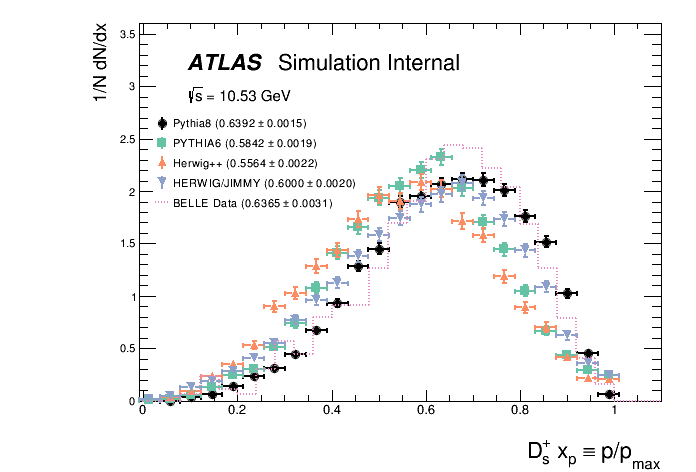 1/N dN/dx
3.5
3
2.5
2
1.5
1
0.5
0
ATLAS Simulation Internal
√s = 10.53 GeV
Pythia8 (0.6392 ± 0.0015)
PYTHIA6 (0.5842 ± 0.0019)
Herwig++ (0.5564 ± 0.0022)
HERWIG/JIMMY (0.6000 ± 0.0020)
BELLE Data (0.6365 ± 0.0031)
0 0.2 0.4 0.6 0.8 1
D_s^+ x_p ≡ p/p_max